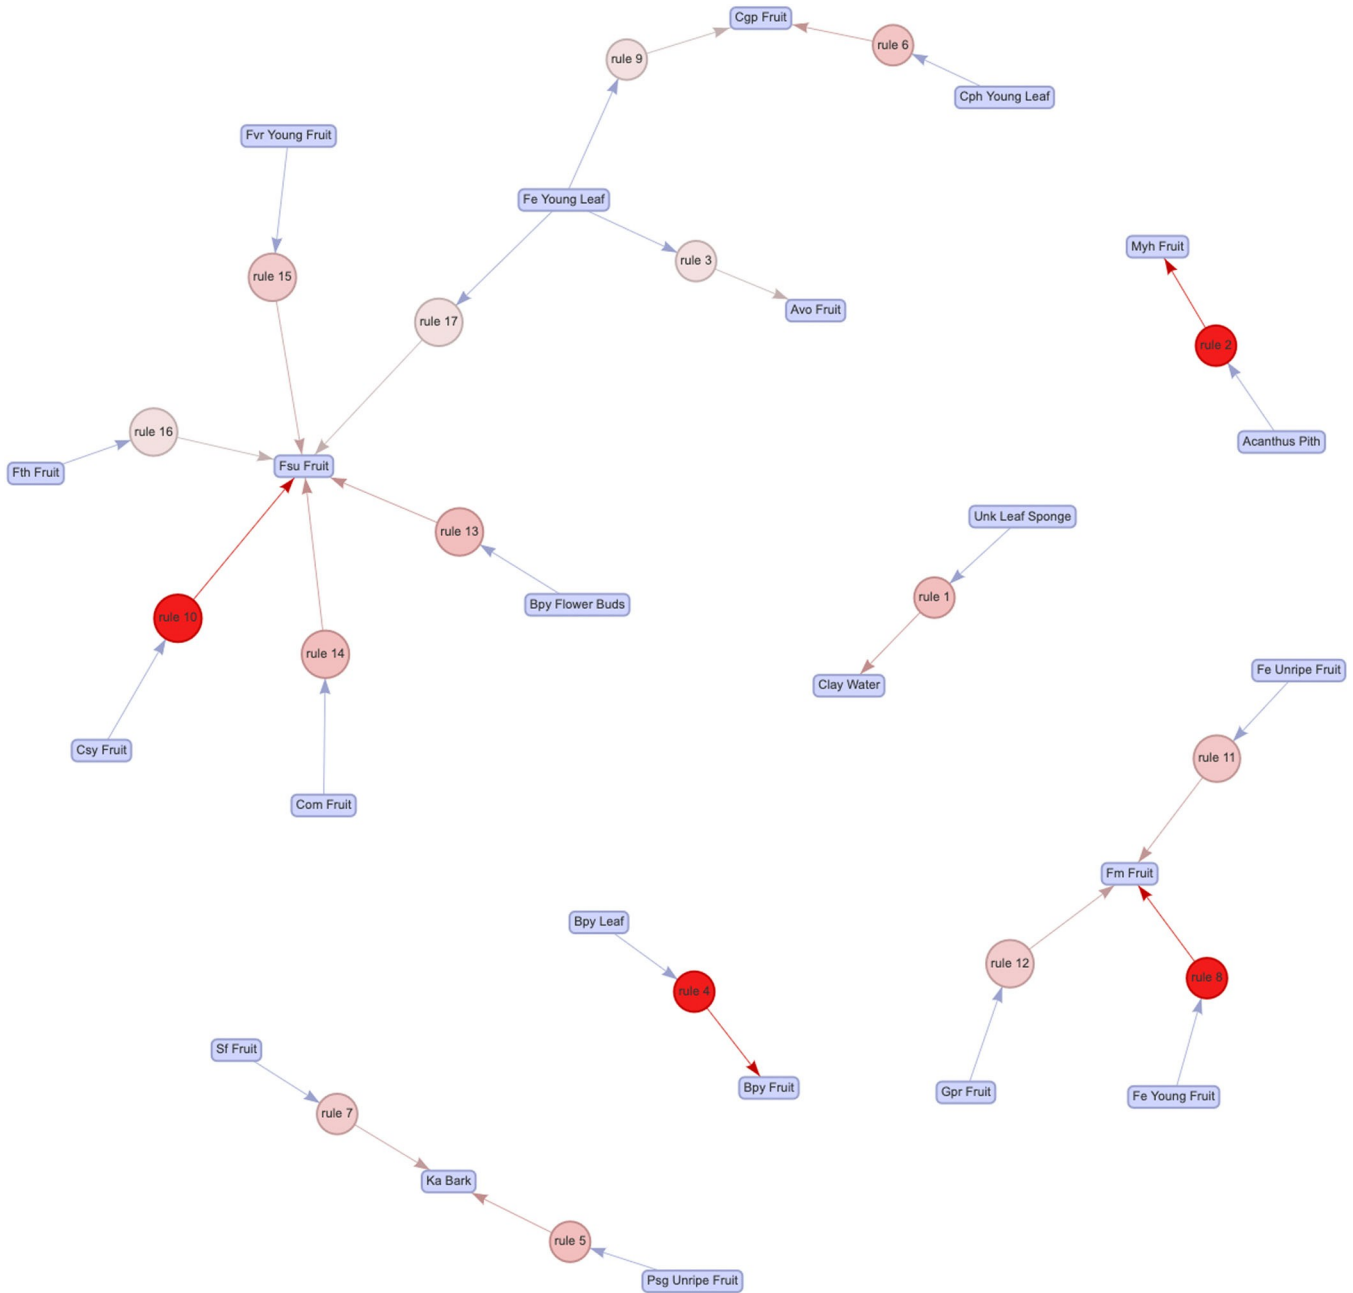 Cgp Fruit
rule 6
rule 9
Cph Young Leaf
Fvr Young Fruit
Fe Young Leaf
Myh Fruit
rule 3
rule 15
Avo Fruit
rule 17
rule 2
rule 16
Acanthus Pith
Fth Fruit
Fsu Fruit
Unk Leaf Sponge
rule 13
rule 1
Bpy Flower Buds
rule 10
rule 14
Fe Unripe Fruit
Clay Water
Csy Fruit
rule 11
Com Fruit
Fm Fruit
Bpy Leaf
rule 12
rule 8
rule 4
Sf Fruit
Bpy Fruit
Gpr Fruit
Fe Young Fruit
rule 7
Ka Bark
rule 5
Psg Unripe Fruit